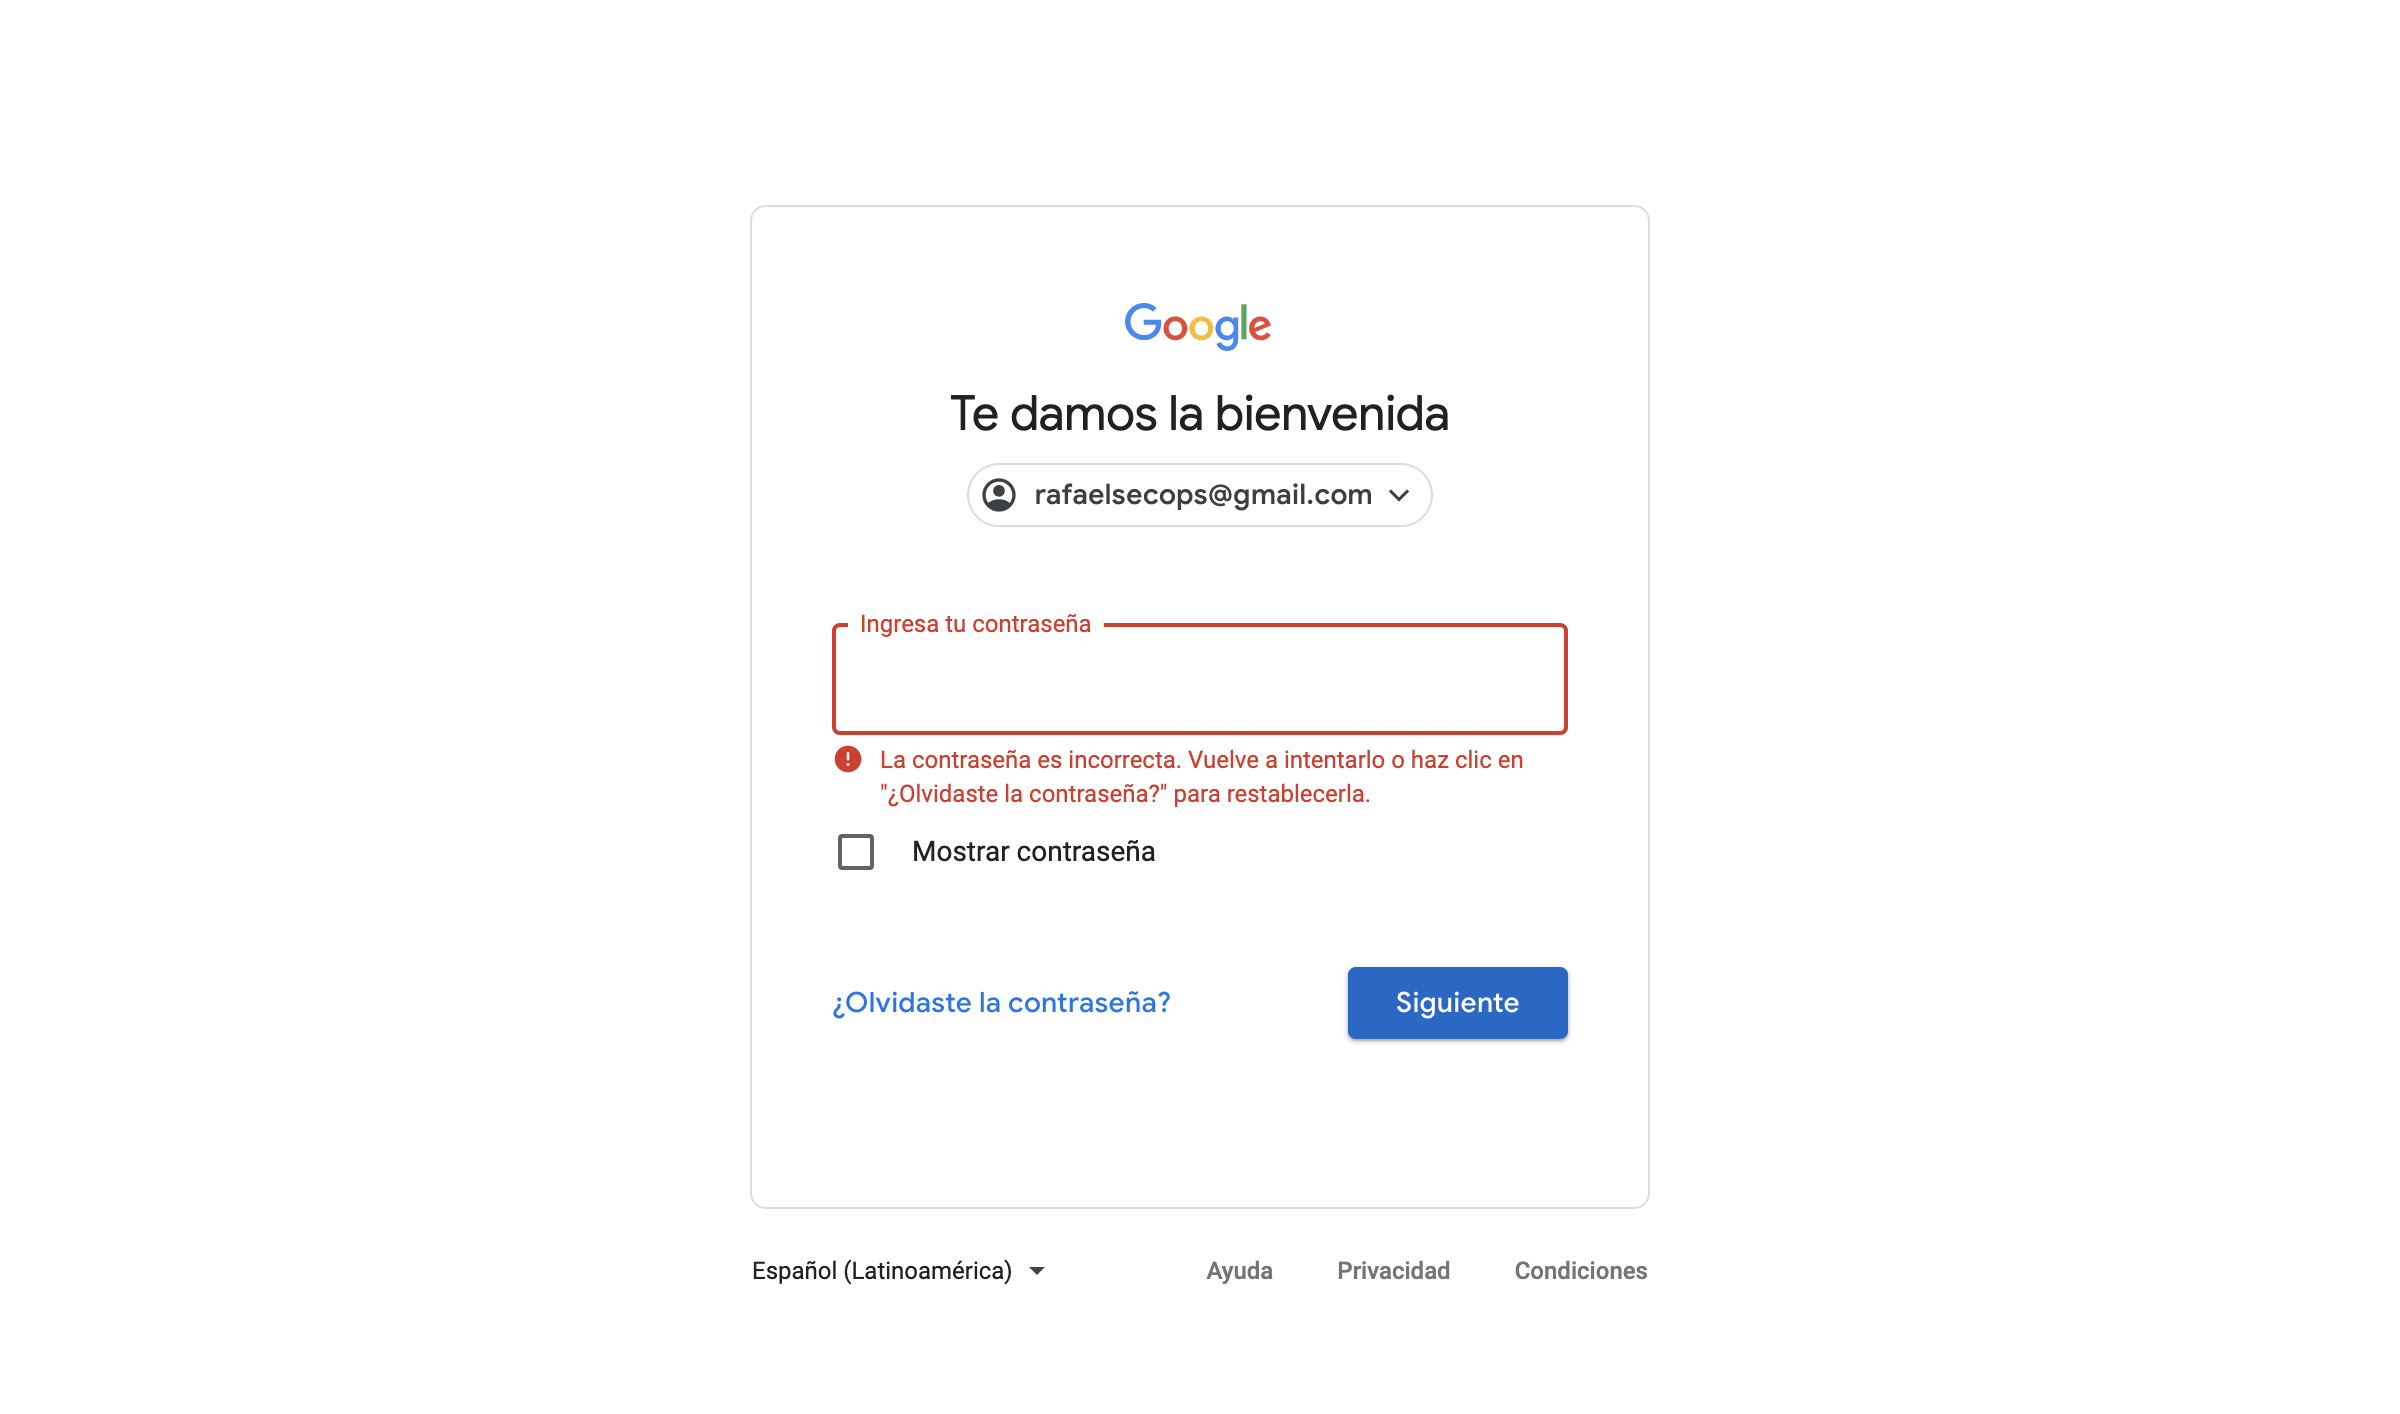 Google
Te damos la bienvenida
rafaelsecops@gmail.com
Ingresa tu contraseña
La contraseña es incorrecta. Vuelve a intentarlo o haz clic en
"¿Olvidaste la contraseña?" para restablecerla.
Mostrar contraseña
¿Olvidaste la contraseña? Siguiente
Español (Latinoamérica) Ayuda Privacidad Condiciones